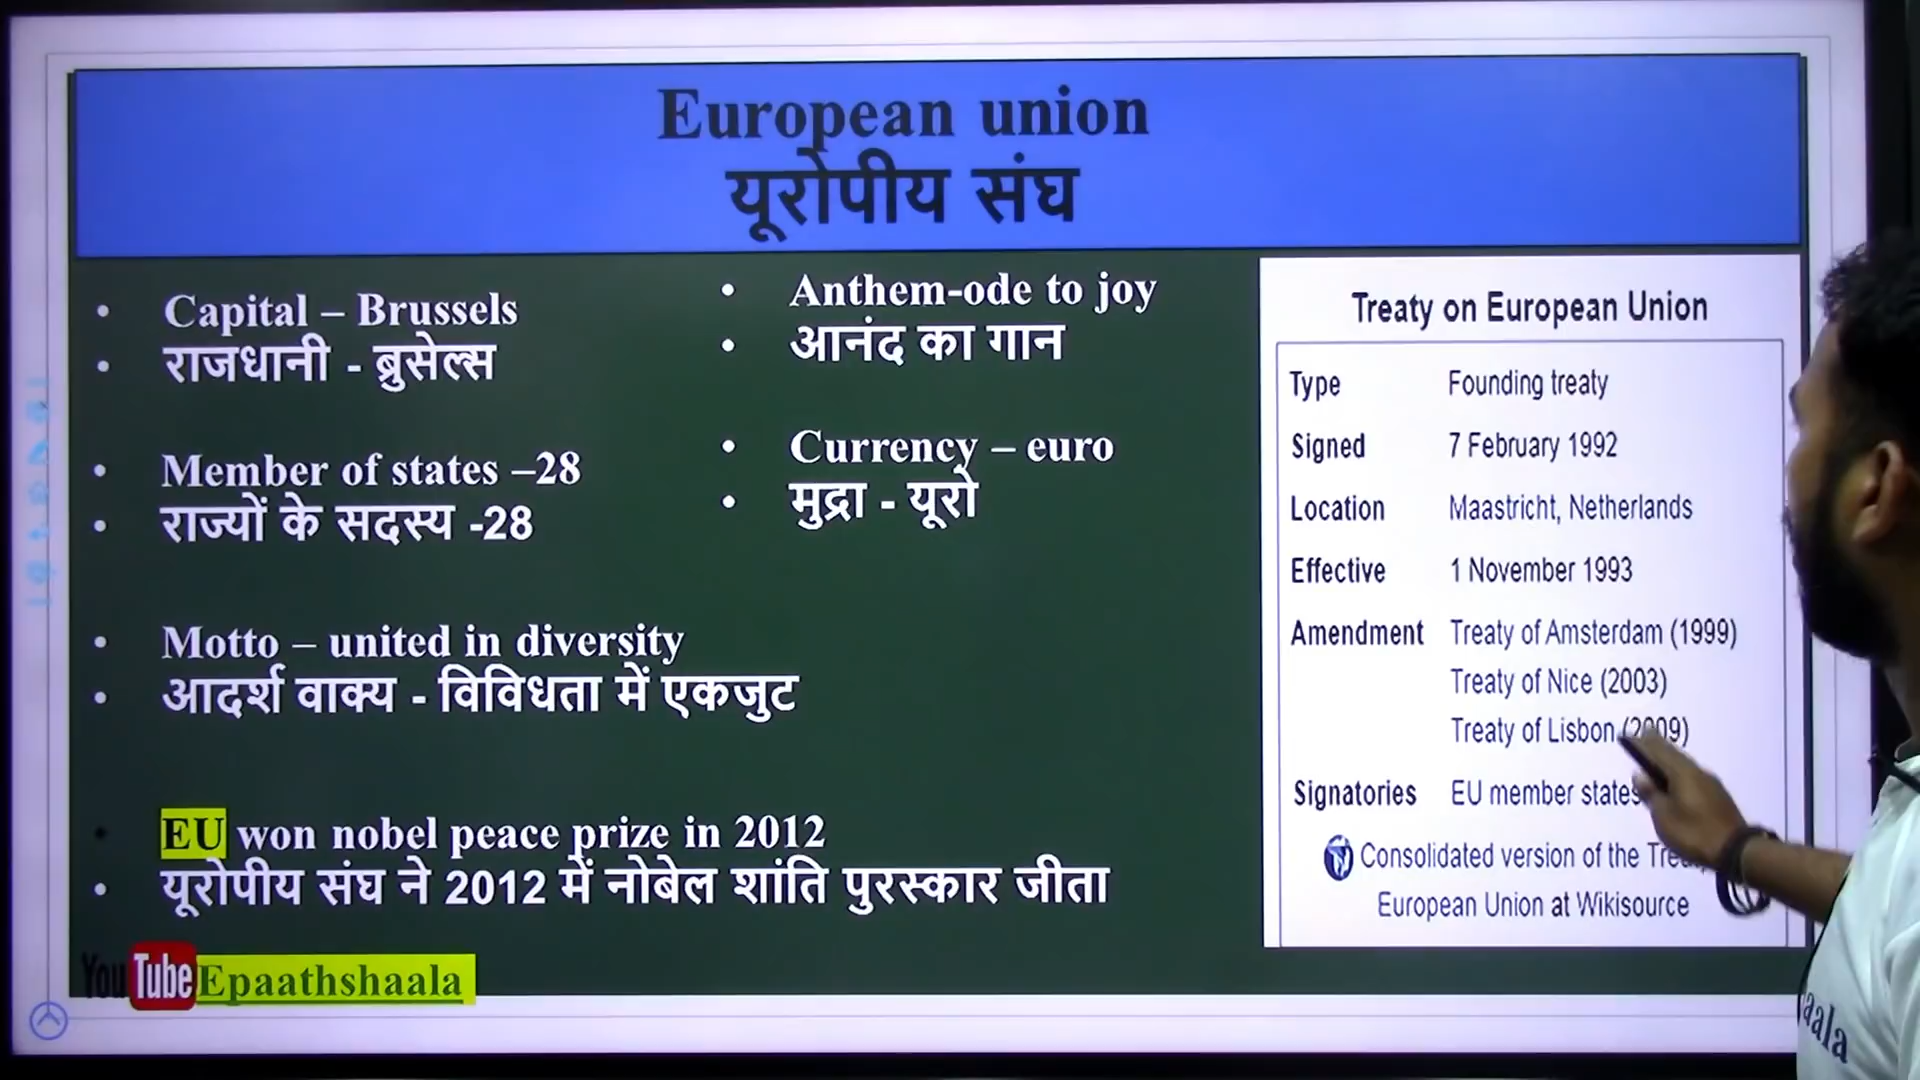 European union
यूरोपीय संघ
• Capital – Brussels
• राजधानी - ब्रुसेल्स
• Member of states –28
• राज्यों के सदस्य -28
• Motto – united in diversity
• आदर्श वाक्य - विविधता में एकजुट
• EU won nobel peace prize in 2012
• यूरोपीय संघ ने 2012 में नोबेल शांति पुरस्कार जीता
• Anthem-ode to joy
• आनंद का गान
• Currency – euro
• मुद्रा - यूरो
Treaty on European Union
Type Founding treaty
Signed 7 February 1992
Location Maastricht, Netherlands
Effective 1 November 1993
Amendment Treaty of Amsterdam (1999)
Treaty of Nice (2003)
Treaty of Lisbon (2009)
Signatories EU member states
Consolidated version of the
European Union at Wikisource
YouTube Epaathshaala
aala